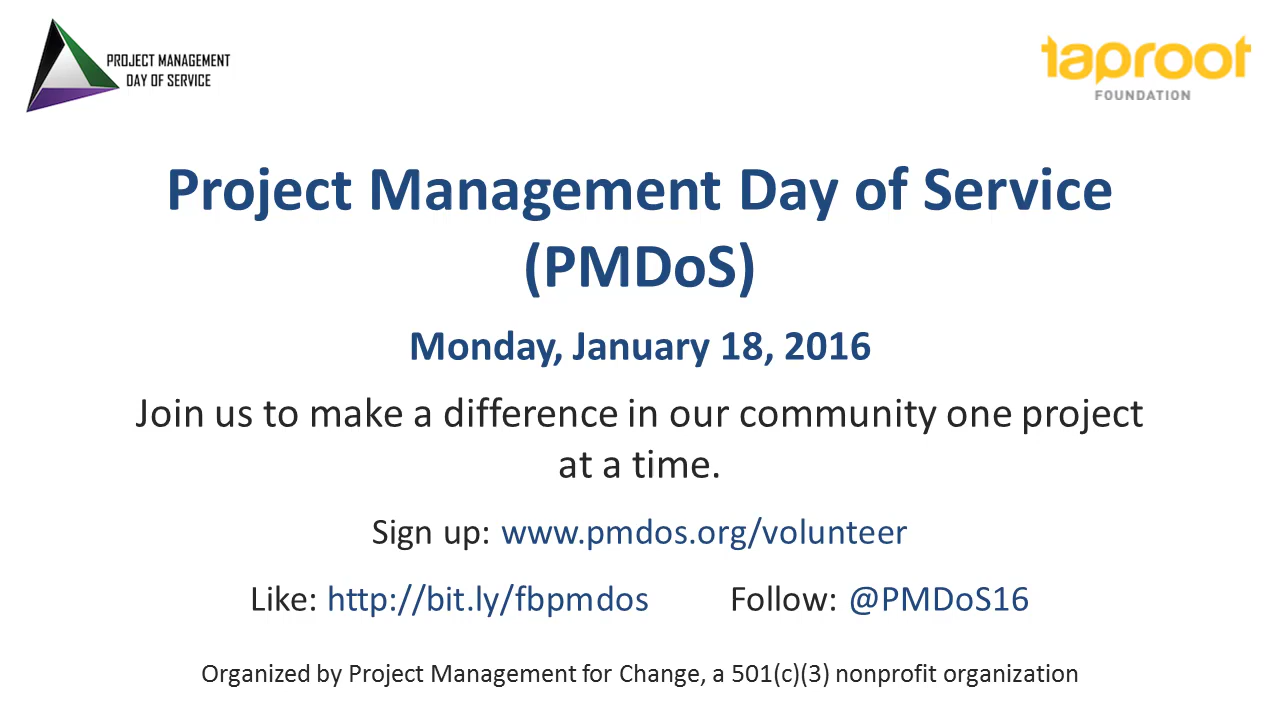 PROJECT MANAGEMENT
DAY OF SERVICE
taproot
FOUNDATION
Project Management Day of Service
(PMDoS)
Monday, January 18, 2016
Join us to make a difference in our community one project
at a time.
Sign up: www.pmdos.org/volunteer
Like: http://bit.ly/fbpmdos Follow: @PMDoS16
Organized by Project Management for Change, a 501(c)(3) nonprofit organization